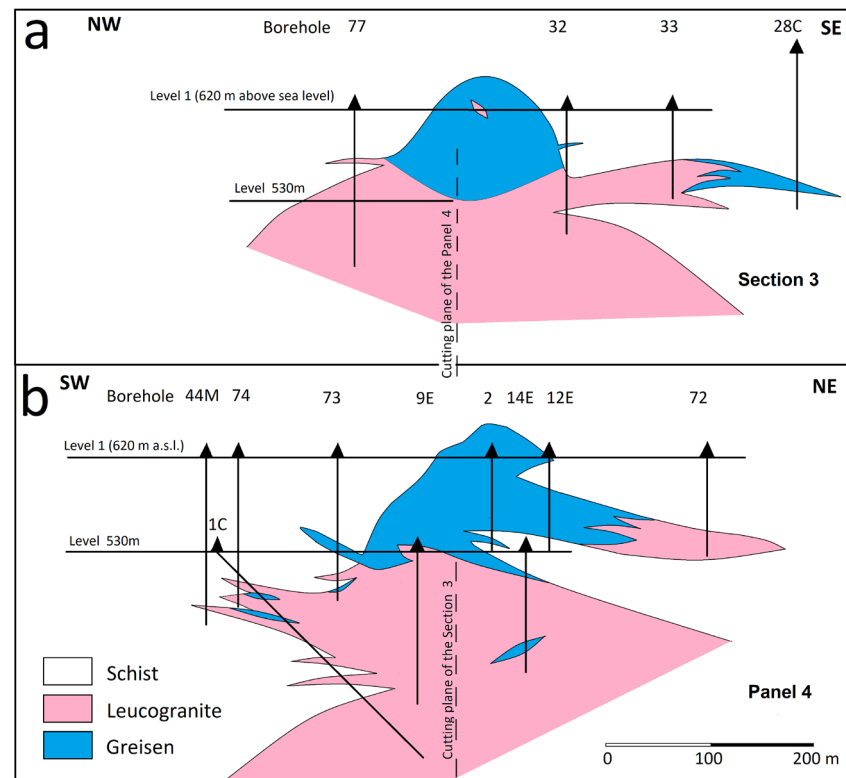 a
NW
Borehole 77 32 33 28C SE
Level 1 (620 m above sea level)
Level 530m
Cutting plane of the Panel 4
Section 3
b
SW
NE
Borehole 44M 74 73 9E 2 14E 12E 72
Level 1 (620 m a.s.l.)
1C
Level 530m
Cutting plane of the Section 3
Schist
Leucogranite
Greisen
Panel 4
0 100 200 m